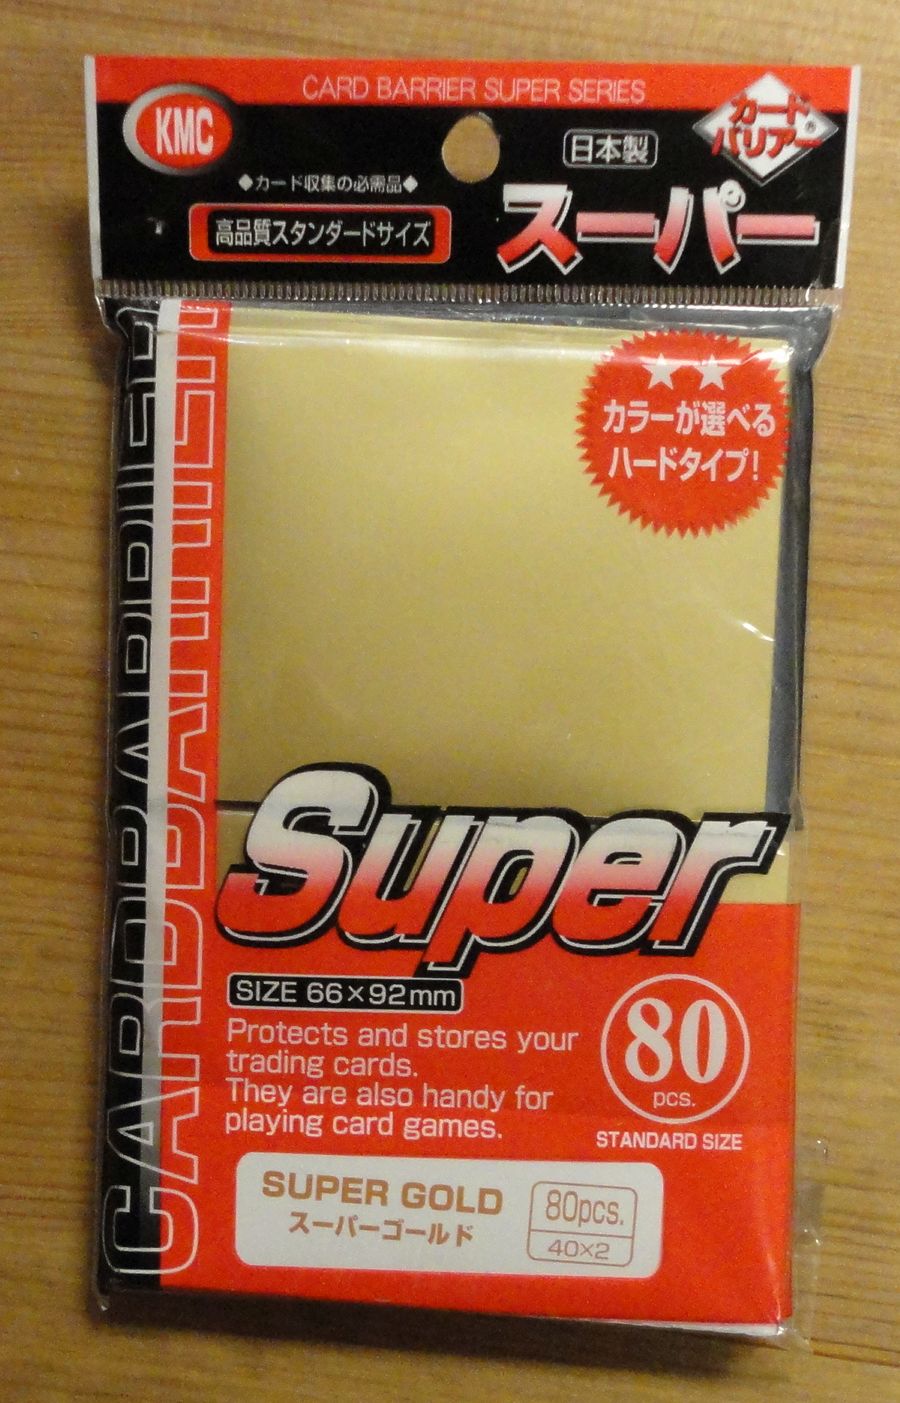 CARD BARRIER SUPER SERIES
KMC
カード
バリアー®
日本製
◆カード収集の必需品◆
高品質スタンダードサイズ
スーパー
CARD BARRIER
カラーが選べる
ハードタイプ!
Super
SIZE 66×92mm
Protects and stores your
trading cards.
They are also handy for
playing card games.
80
pcs.
STANDARD SIZE
SUPER GOLD
スーパーゴールド
80pcs.
40×2